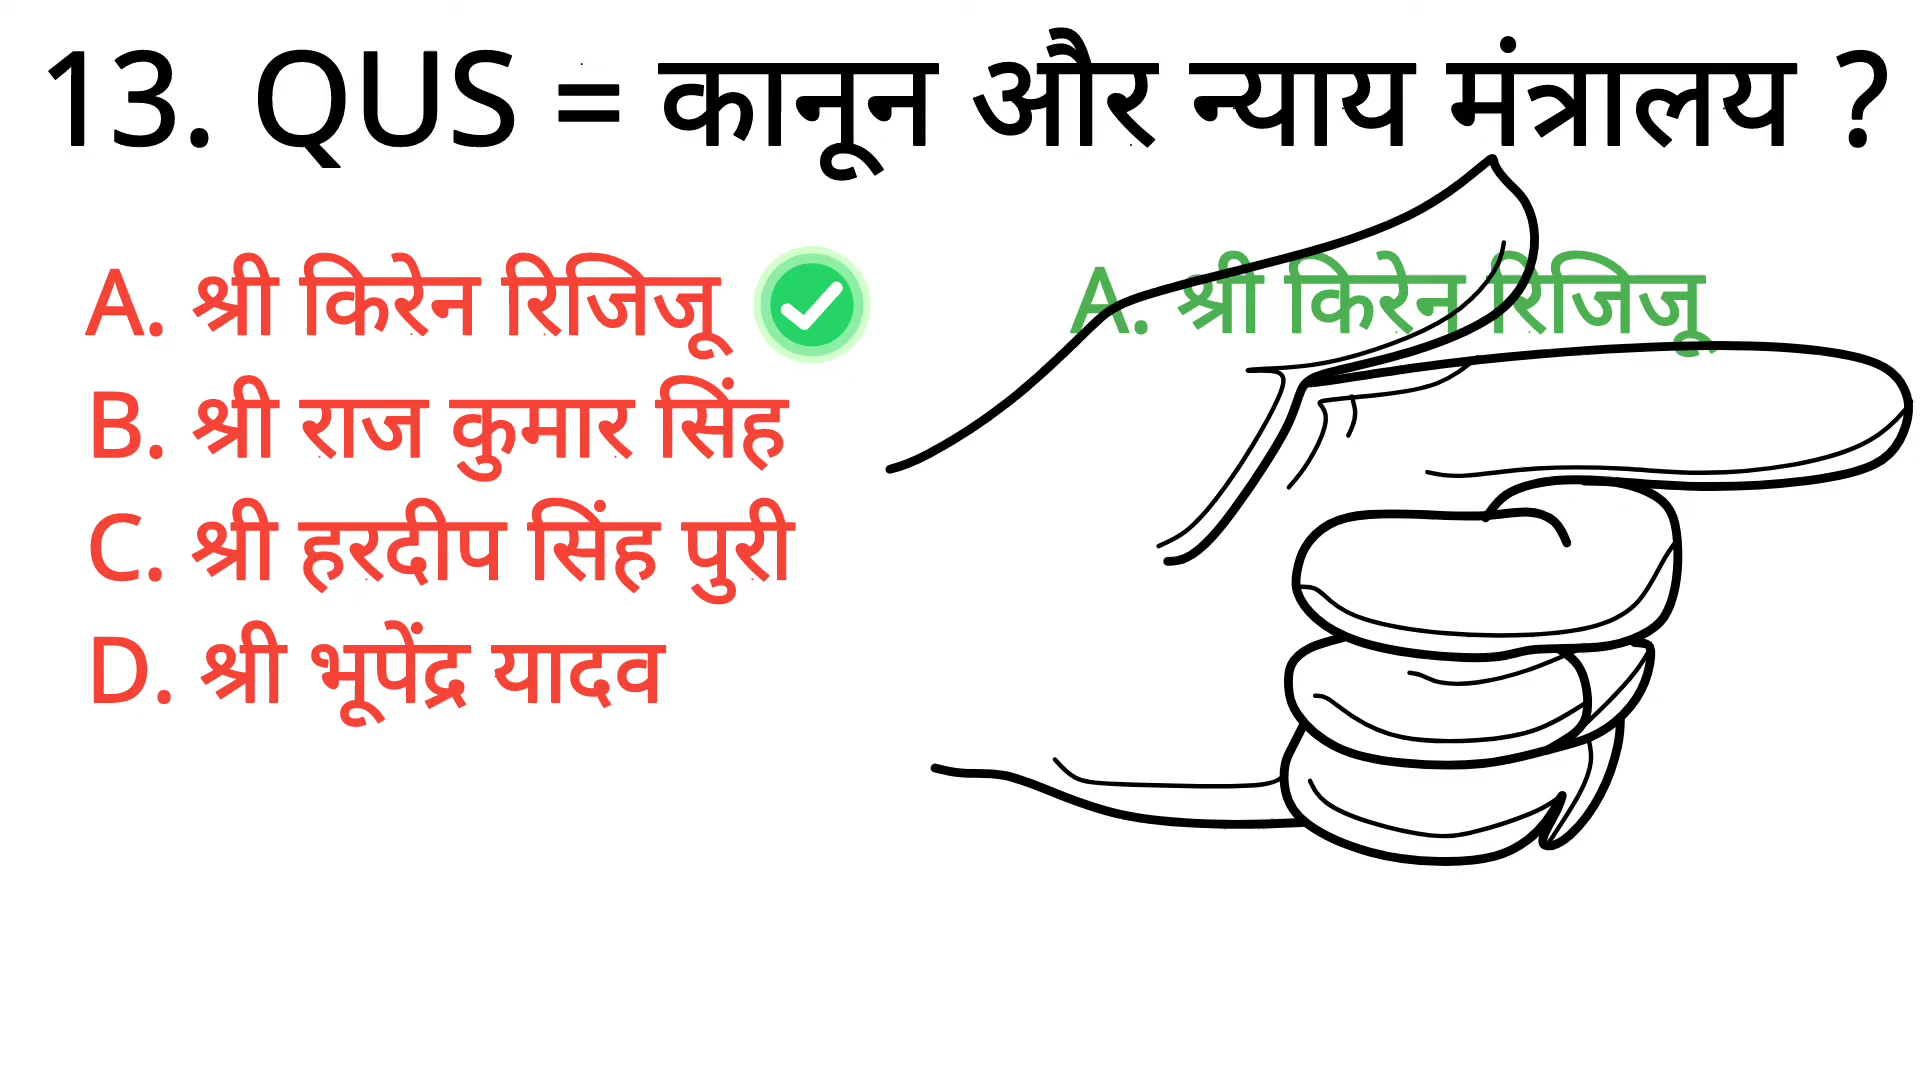 13. QUS = कानून और न्याय मंत्रालय ?
A. श्री किरेन रिजिजू
A. श्री किरेन रिजिजू
B. श्री राज कुमार सिंह
C. श्री हरदीप सिंह पुरी
D. श्री भूपेंद्र यादव